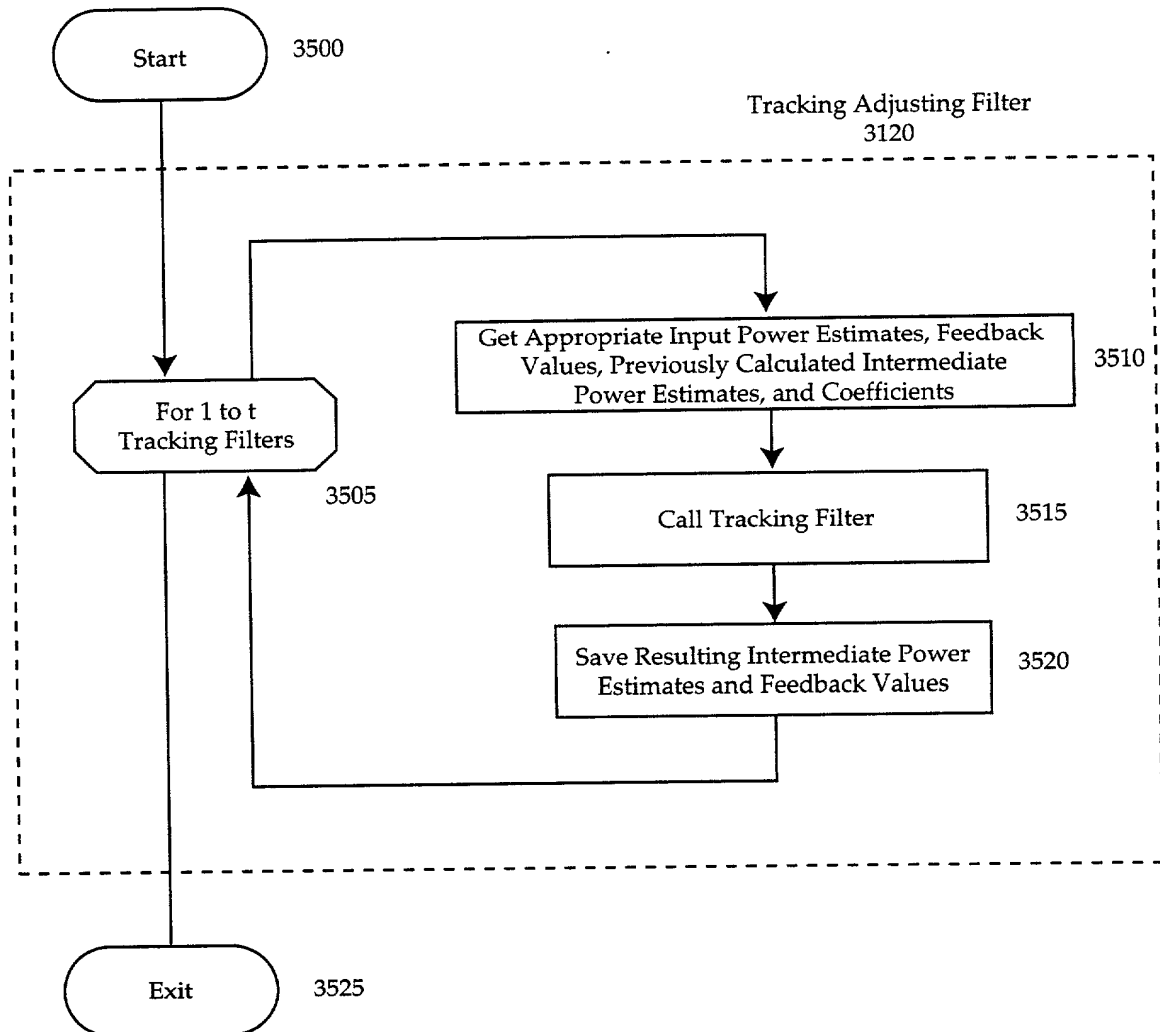 Start
3500
Tracking Adjusting Filter
3120
Get Appropriate Input Power Estimates, Feedback
Values, Previously Calculated Intermediate
Power Estimates, and Coefficients
3510
For 1 to t
Tracking Filters
3505
Call Tracking Filter
3515
Save Resulting Intermediate Power
Estimates and Feedback Values
3520
Exit
3525